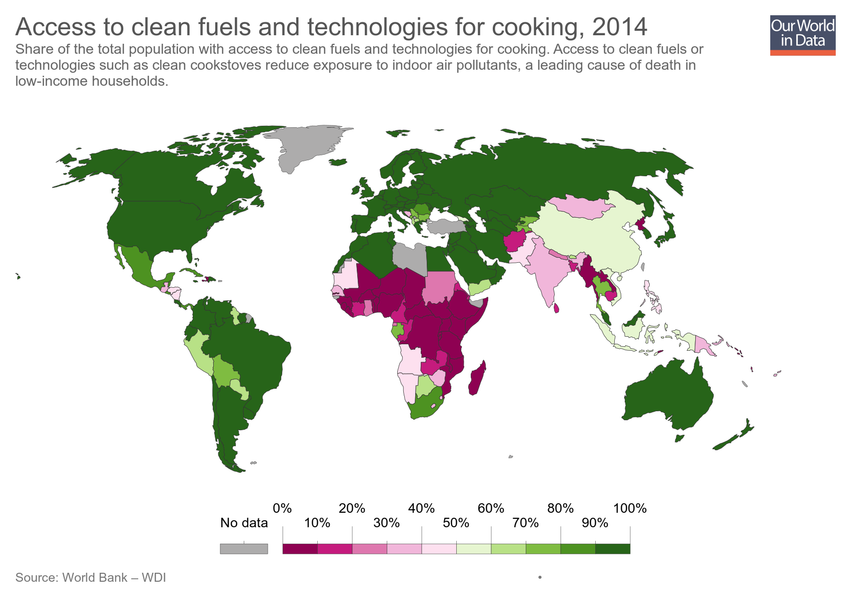 Access to clean fuels and technologies for cooking, 2014
Share of the total population with access to clean fuels and technologies for cooking. Access to clean fuels or
technologies such as clean cookstoves reduce exposure to indoor air pollutants, a leading cause of death in
low-income households.
Our World
in Data
0% 20% 40% 60% 80% 100%
No data 10% 30% 50% 70% 90%
Source: World Bank – WDI